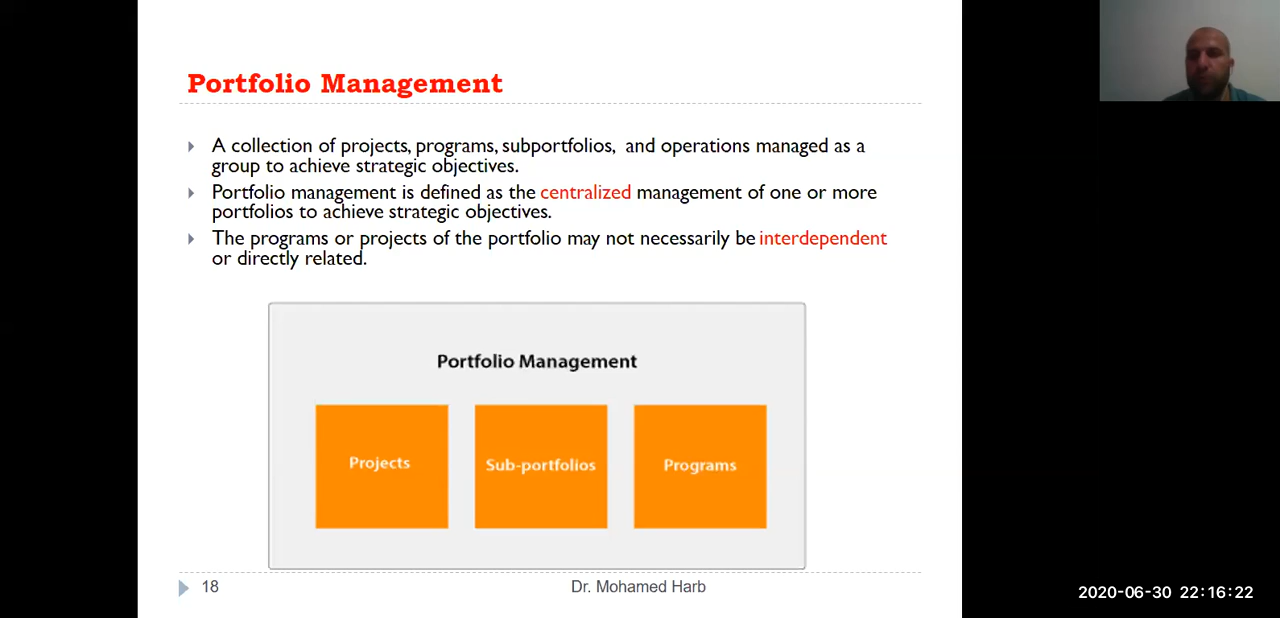 Portfolio Management
A collection of projects, programs, subportfolios, and operations managed as a
group to achieve strategic objectives.
Portfolio management is defined as the centralized management of one or more
portfolios to achieve strategic objectives.
The programs or projects of the portfolio may not necessarily be interdependent
or directly related.
Portfolio Management
Projects
Sub-portfolios
Programs
18
Dr. Mohamed Harb
2020-06-30 22:16:22